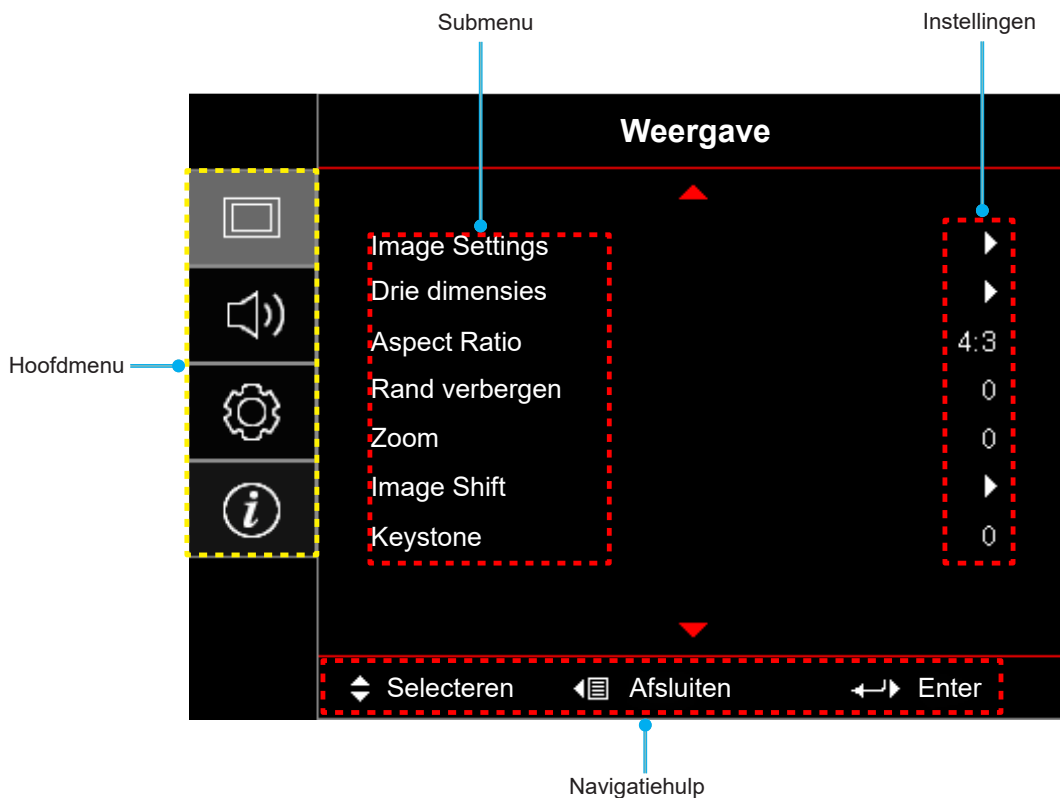 Submenu
Instellingen
Weergave
Image Settings
Drie dimensies
Aspect Ratio 4:3
Hoofdmenu
Rand verbergen 0
Zoom 0
Image Shift
Keystone 0
Selecteren Afsluiten Enter
Navigatiehulp